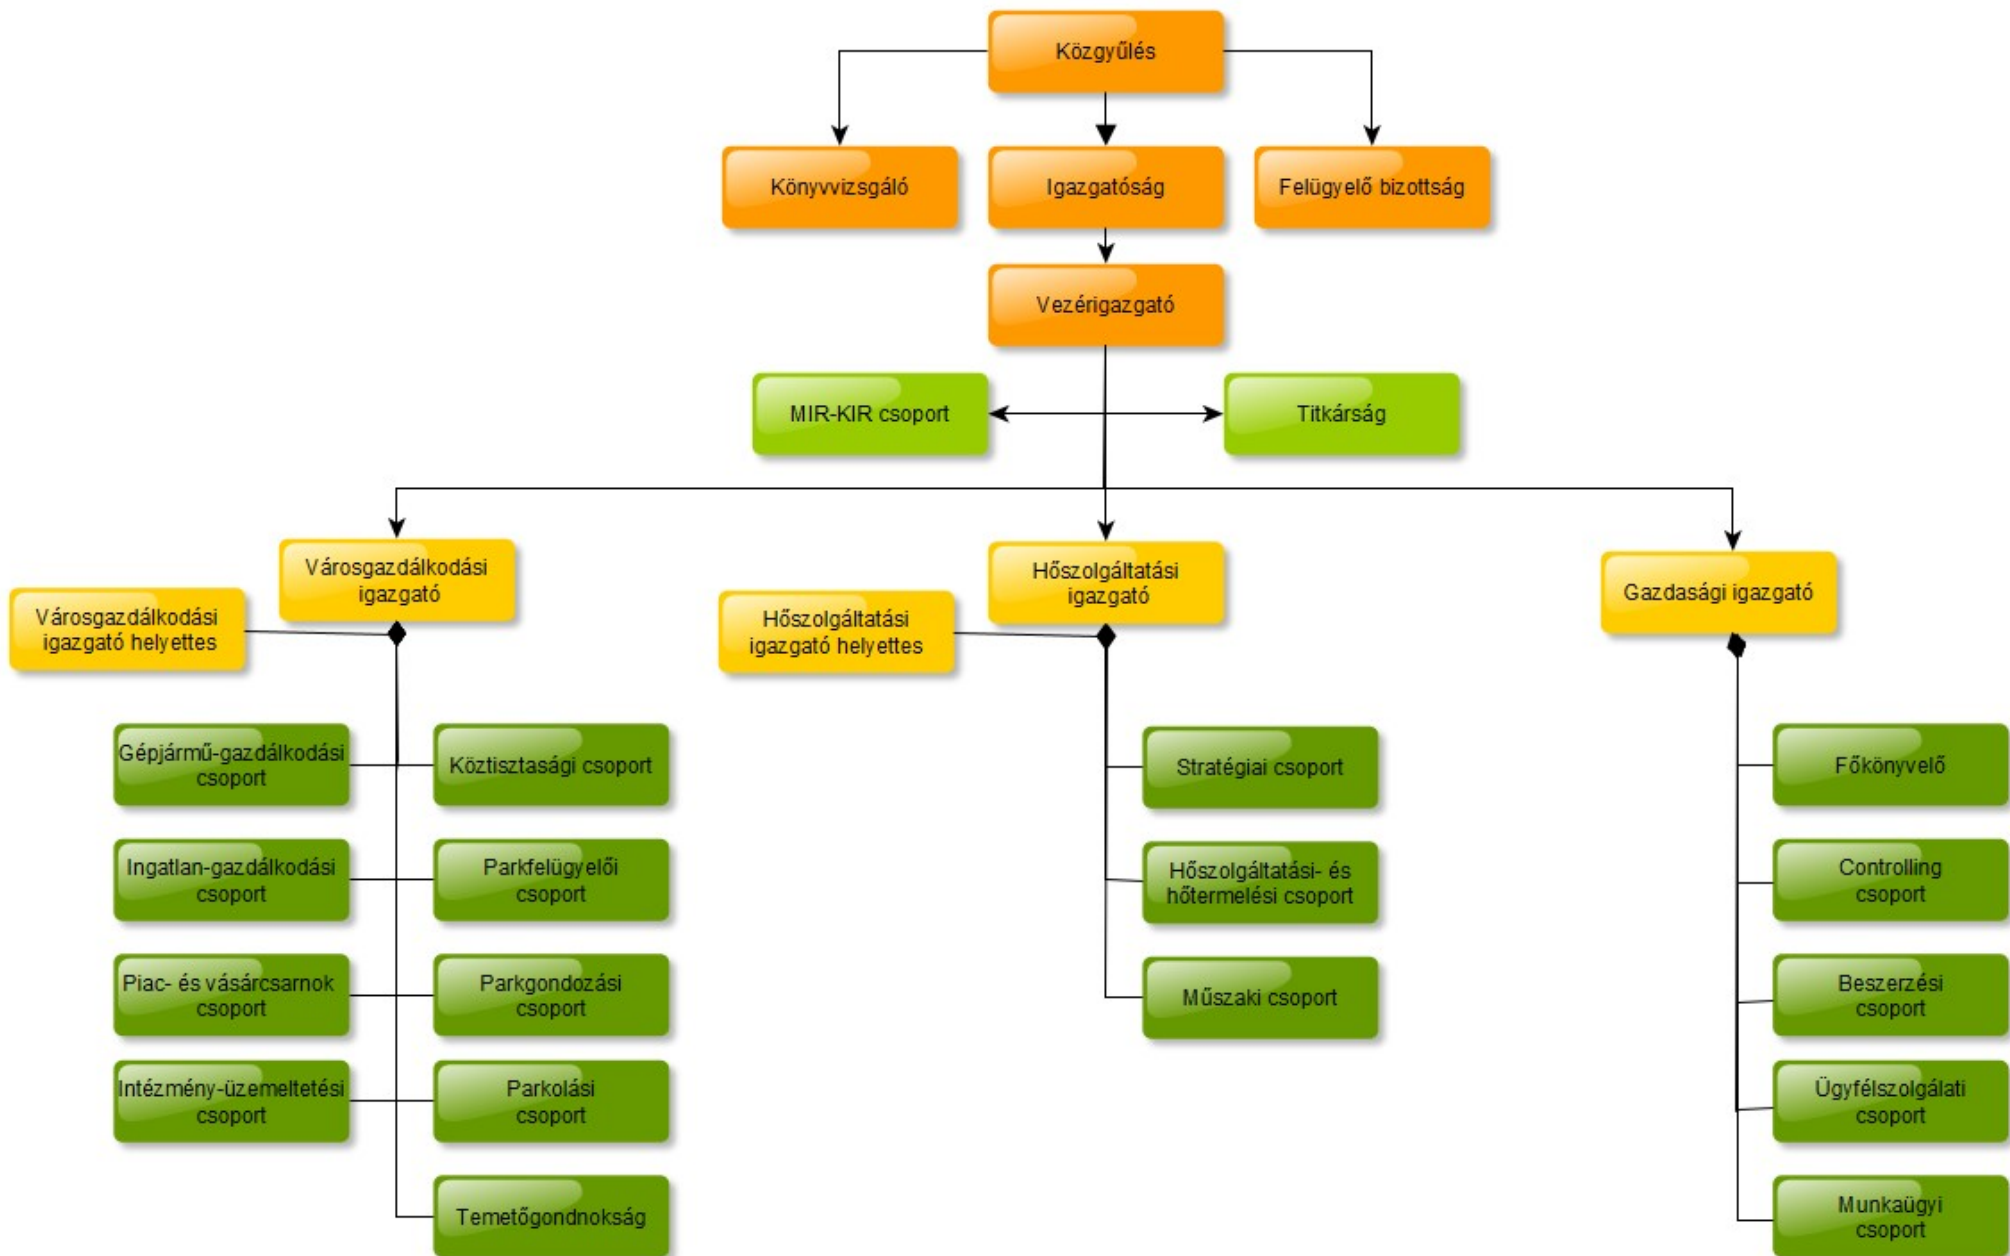 Közgyűlés
Könyvvizsgáló
Igazgatóság
Felügyelő bizottság
Vezérigazgató
MIR-KIR csoport
Titkárság
Városgazdálkodási
igazgató
Városgazdálkodási
igazgató helyettes
Hőszolgáltatási
igazgató
Hőszolgáltatási
igazgató helyettes
Gazdasági igazgató
Gépjármű-gazdálkodási
csoport
Köztisztasági csoport
Ingatlan-gazdálkodási
csoport
Parkfelügyelői
csoport
Piac- és vásárcsarnok
csoport
Parkgondozási
csoport
Intézmény-üzemeltetési
csoport
Parkolási
csoport
Temetőgondnokság
Stratégiai csoport
Hőszolgáltatási- és
hőtermelési csoport
Műszaki csoport
Főkönyvelő
Controlling
csoport
Beszerzési
csoport
Ügyfélszolgálati
csoport
Munkaügyi
csoport